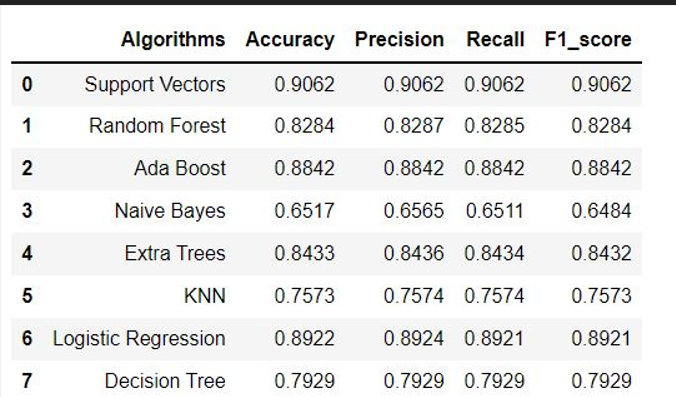 Algorithms Accuracy Precision Recall F1_score
0 Support Vectors 0.9062 0.9062 0.9062 0.9062
1 Random Forest 0.8284 0.8287 0.8285 0.8284
2 Ada Boost 0.8842 0.8842 0.8842 0.8842
3 Naive Bayes 0.6517 0.6565 0.6511 0.6484
4 Extra Trees 0.8433 0.8436 0.8434 0.8432
5 KNN 0.7573 0.7574 0.7574 0.7573
6 Logistic Regression 0.8922 0.8924 0.8921 0.8921
7 Decision Tree 0.7929 0.7929 0.7929 0.7929